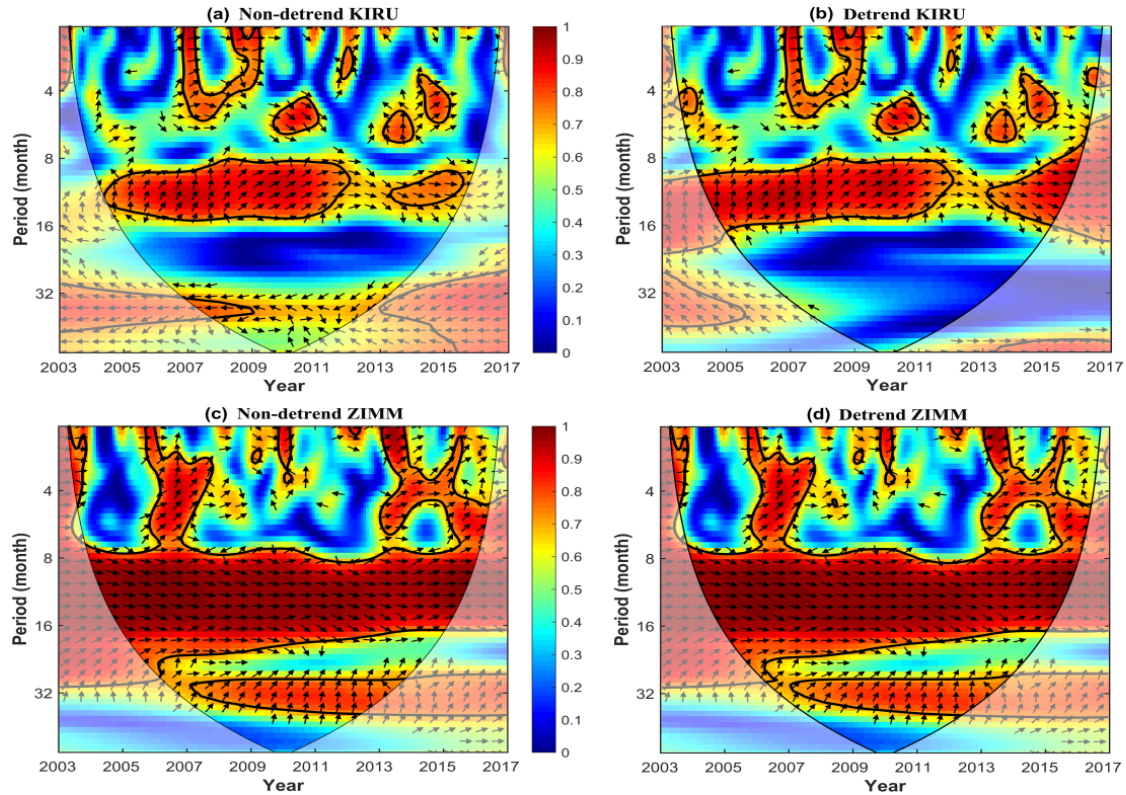 (a) Non-detrend KIRU
(b) Detrend KIRU
Period (month)
4
8
16
32
2003 2005 2007 2009 2011 2013 2015 2017
Year
1
0.9
0.8
0.7
0.6
0.5
0.4
0.3
0.2
0.1
0
Period (month)
4
8
16
32
2003 2005 2007 2009 2011 2013 2015 2017
Year
(c) Non-detrend ZIMM
(d) Detrend ZIMM
Period (month)
4
8
16
32
2003 2005 2007 2009 2011 2013 2015 2017
Year
1
0.9
0.8
0.7
0.6
0.5
0.4
0.3
0.2
0.1
0
Period (month)
4
8
16
32
2003 2005 2007 2009 2011 2013 2015 2017
Year